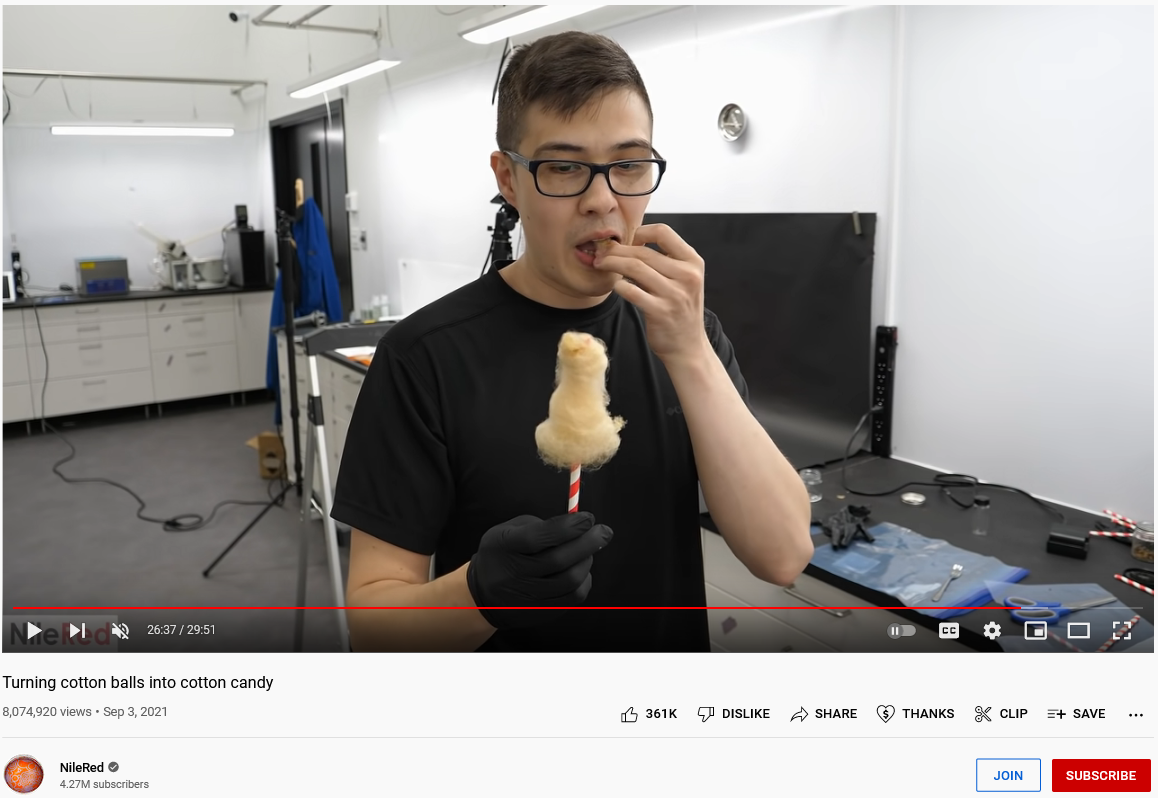 NileRed
26:37 / 29:51
CC
Turning cotton balls into cotton candy
8,074,920 views • Sep 3, 2021
361K DISLIKE SHARE THANKS CLIP SAVE
NileRed
4.27M subscribers
JOIN SUBSCRIBE